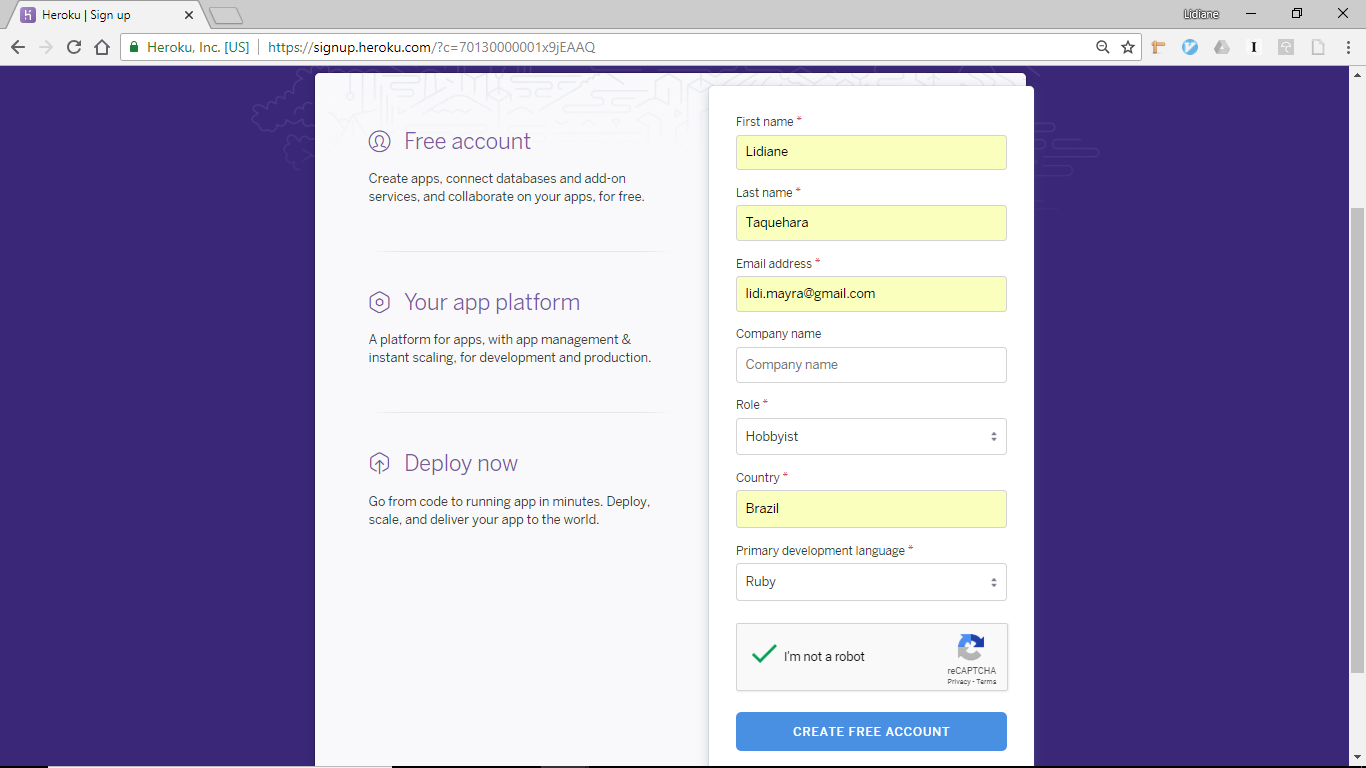 Heroku | Sign up
Lidiane
Heroku, Inc. [US]
https://signup.heroku.com/?c=70130000001x9jEAAQ
I
Free account
Create apps, connect databases and add-on
services, and collaborate on your apps, for free.
Your app platform
A platform for apps, with app management &
instant scaling, for development and production.
Deploy now
Go from code to running app in minutes. Deploy,
scale, and deliver your app to the world.
First name *
Lidiane
Last name *
Taquehara
Email address *
lidi.mayra@gmail.com
Company name
Company name
Role *
Hobbyist
Country *
Brazil
Primary development language *
Ruby
I'm not a robot
reCAPTCHA
Privacy - Terms
CREATE FREE ACCOUNT